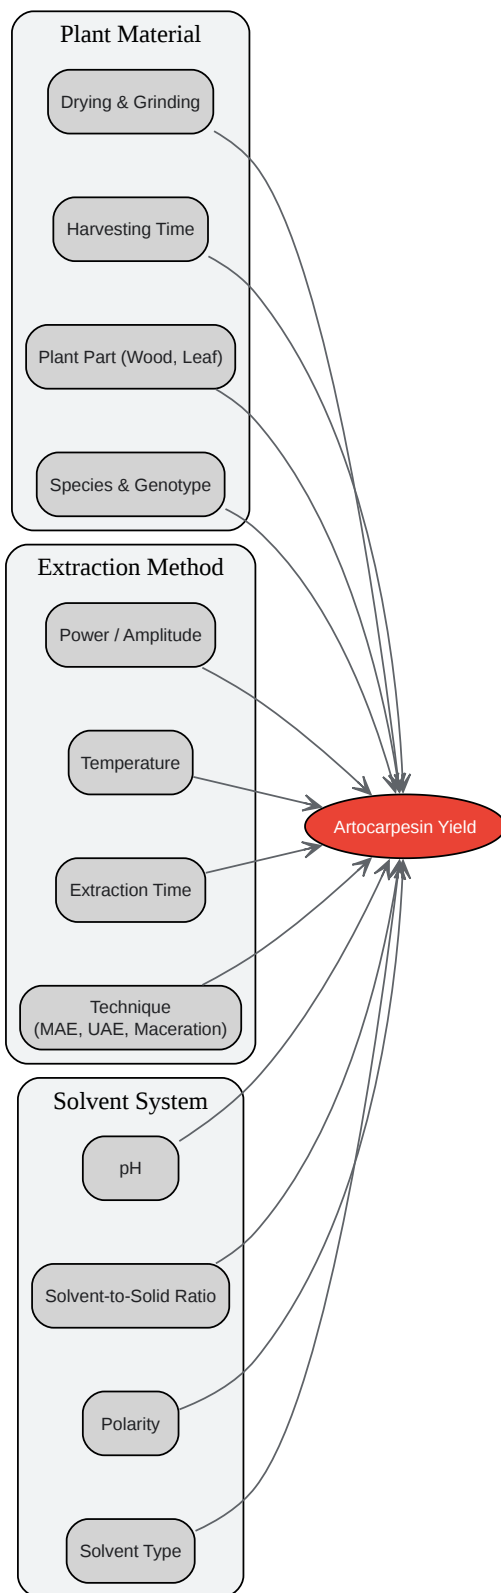 Plant Material
Drying & Grinding
Harvesting Time
Plant Part (Wood, Leaf)
Species & Genotype
Extraction Method
Power / Amplitude
Temperature
Extraction Time
Technique
(MAE, UAE, Maceration)
Artocarpesin Yield
Solvent System
pH
Solvent-to-Solid Ratio
Polarity
Solvent Type